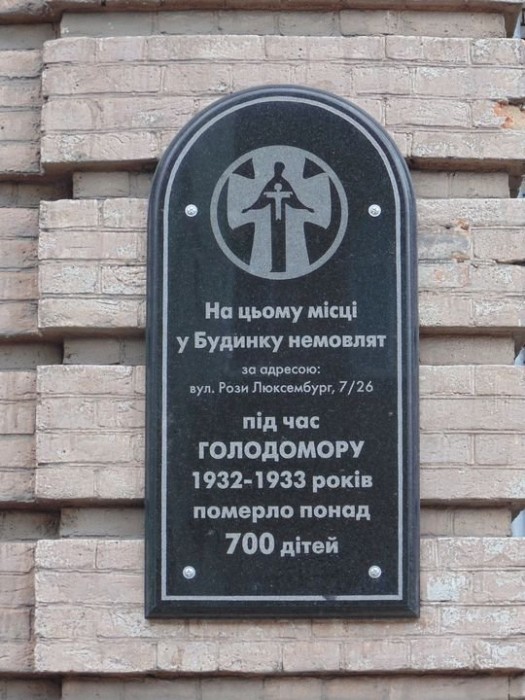 На цьому місці
у Будинку немовлят
за адресою:
вул. Рози Люксембург, 7/26
під час
ГОЛОДОМОРУ
1932-1933 років
померло понад
700 дітей